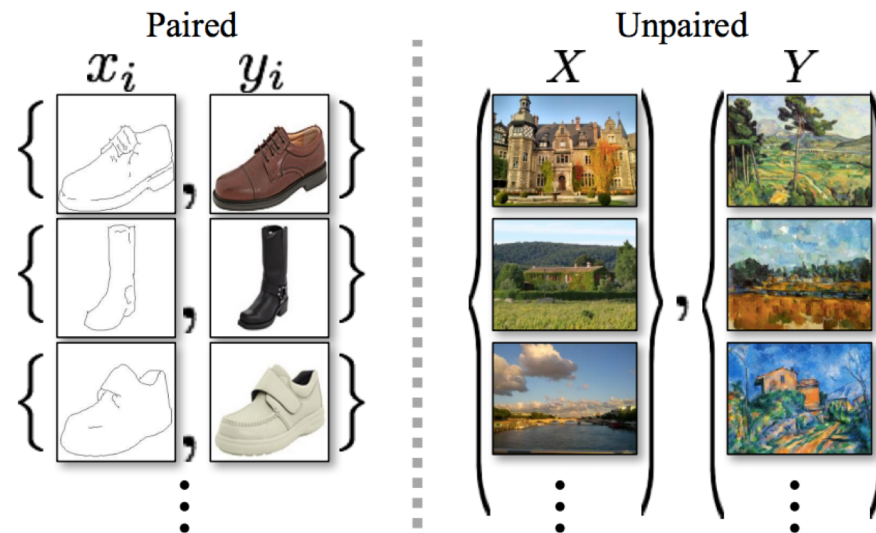 Paired
Unpaired
x_i
y_i
X
Y
{ , }
{ , }
{ , }
{ } , { }
⋮
⋮
⋮